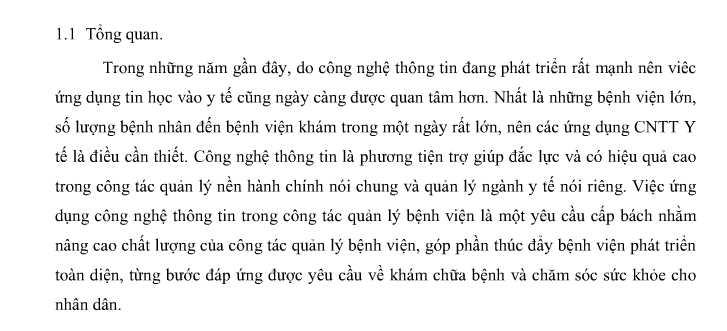 1.1 Tổng quan.
Trong những năm gần đây, do công nghệ thông tin đang phát triển rất mạnh nên viêc
ứng dụng tin học vào y tế cũng ngày càng được quan tâm hơn. Nhất là những bệnh viện lớn,
số lượng bệnh nhân đến bệnh viện khám trong một ngày rất lớn, nên các ứng dụng CNTT Y
tế là điều cần thiết. Công nghệ thông tin là phương tiện trợ giúp đắc lực và có hiệu quả cao
trong công tác quản lý nền hành chính nói chung và quản lý ngành y tế nói riêng. Việc ứng
dụng công nghệ thông tin trong công tác quản lý bệnh viện là một yêu cầu cấp bách nhằm
nâng cao chất lượng của công tác quản lý bệnh viện, góp phần thúc đẩy bệnh viện phát triển
toàn diện, từng bước đáp ứng được yêu cầu về khám chữa bệnh và chăm sóc sức khỏe cho
nhân dân.